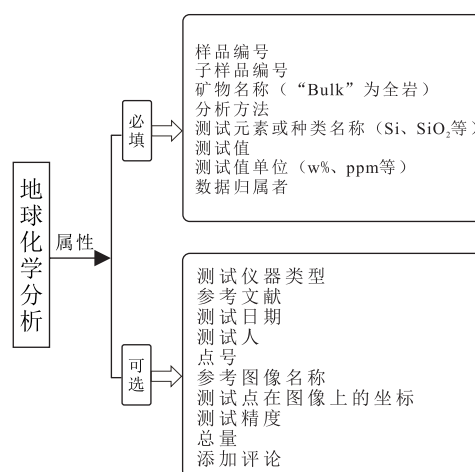 地球化学分析
属性
必填
样品编号
子样品编号
矿物名称（“Bulk”为全岩）
分析方法
测试元素或种类名称（Si、SiO₂等）
测试值
测试值单位（w%、ppm等）
数据归属者
可选
测试仪器类型
参考文献
测试日期
测试人
点号
参考图像名称
测试点在图像上的坐标
测试精度
总量
添加评论